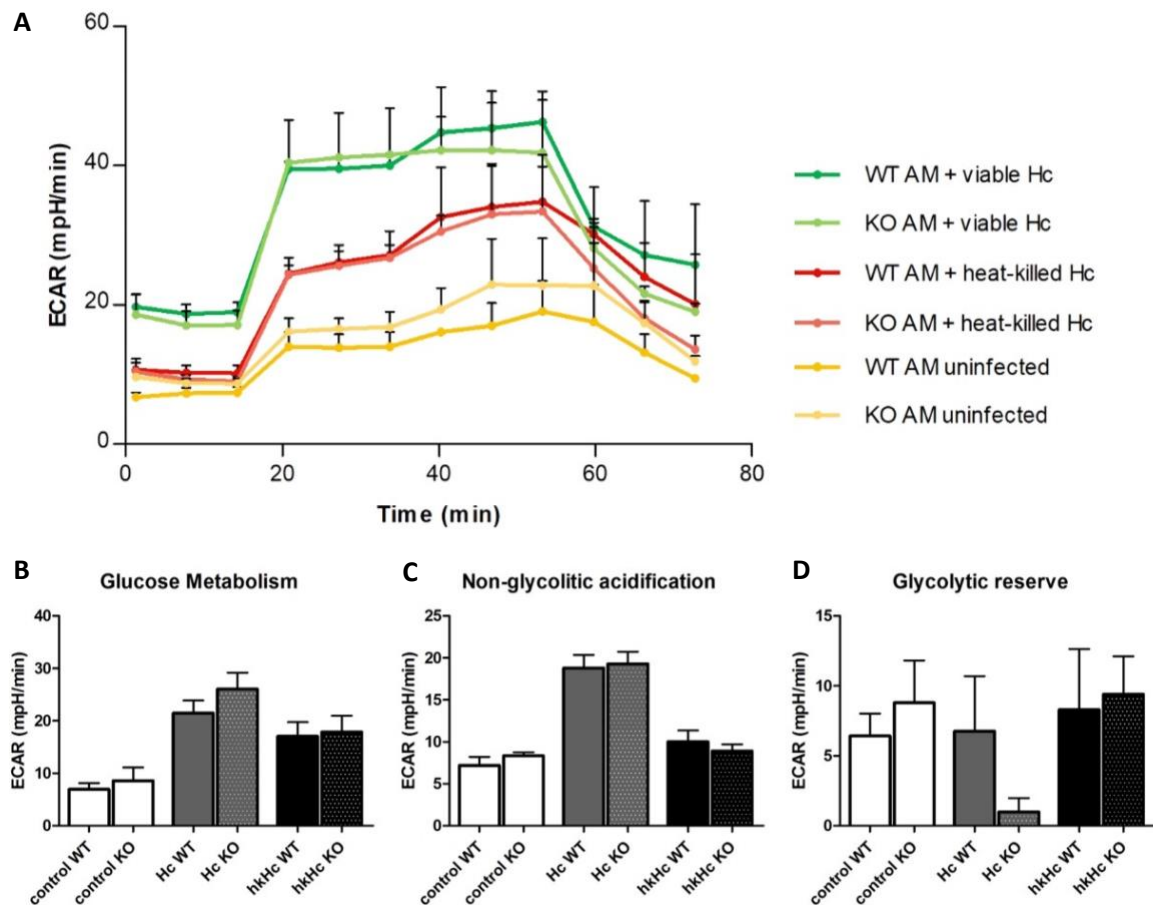 A
60
40
20
0
ECAR (mpH/min)
0 20 40 60 80
Time (min)
WT AM + viable Hc
KO AM + viable Hc
WT AM + heat-killed Hc
KO AM + heat-killed Hc
WT AM uninfected
KO AM uninfected
B
Glucose Metabolism
40
30
20
10
0
ECAR (mpH/min)
control WT
control KO
Hc WT
Hc KO
hkHc WT
hkHc KO
C
Non-glycolitic acidification
25
20
15
10
5
0
ECAR (mpH/min)
control WT
control KO
Hc WT
Hc KO
hkHc WT
hkHc KO
D
Glycolytic reserve
15
10
5
0
ECAR (mpH/min)
control WT
control KO
Hc WT
Hc KO
hkHc WT
hkHc KO